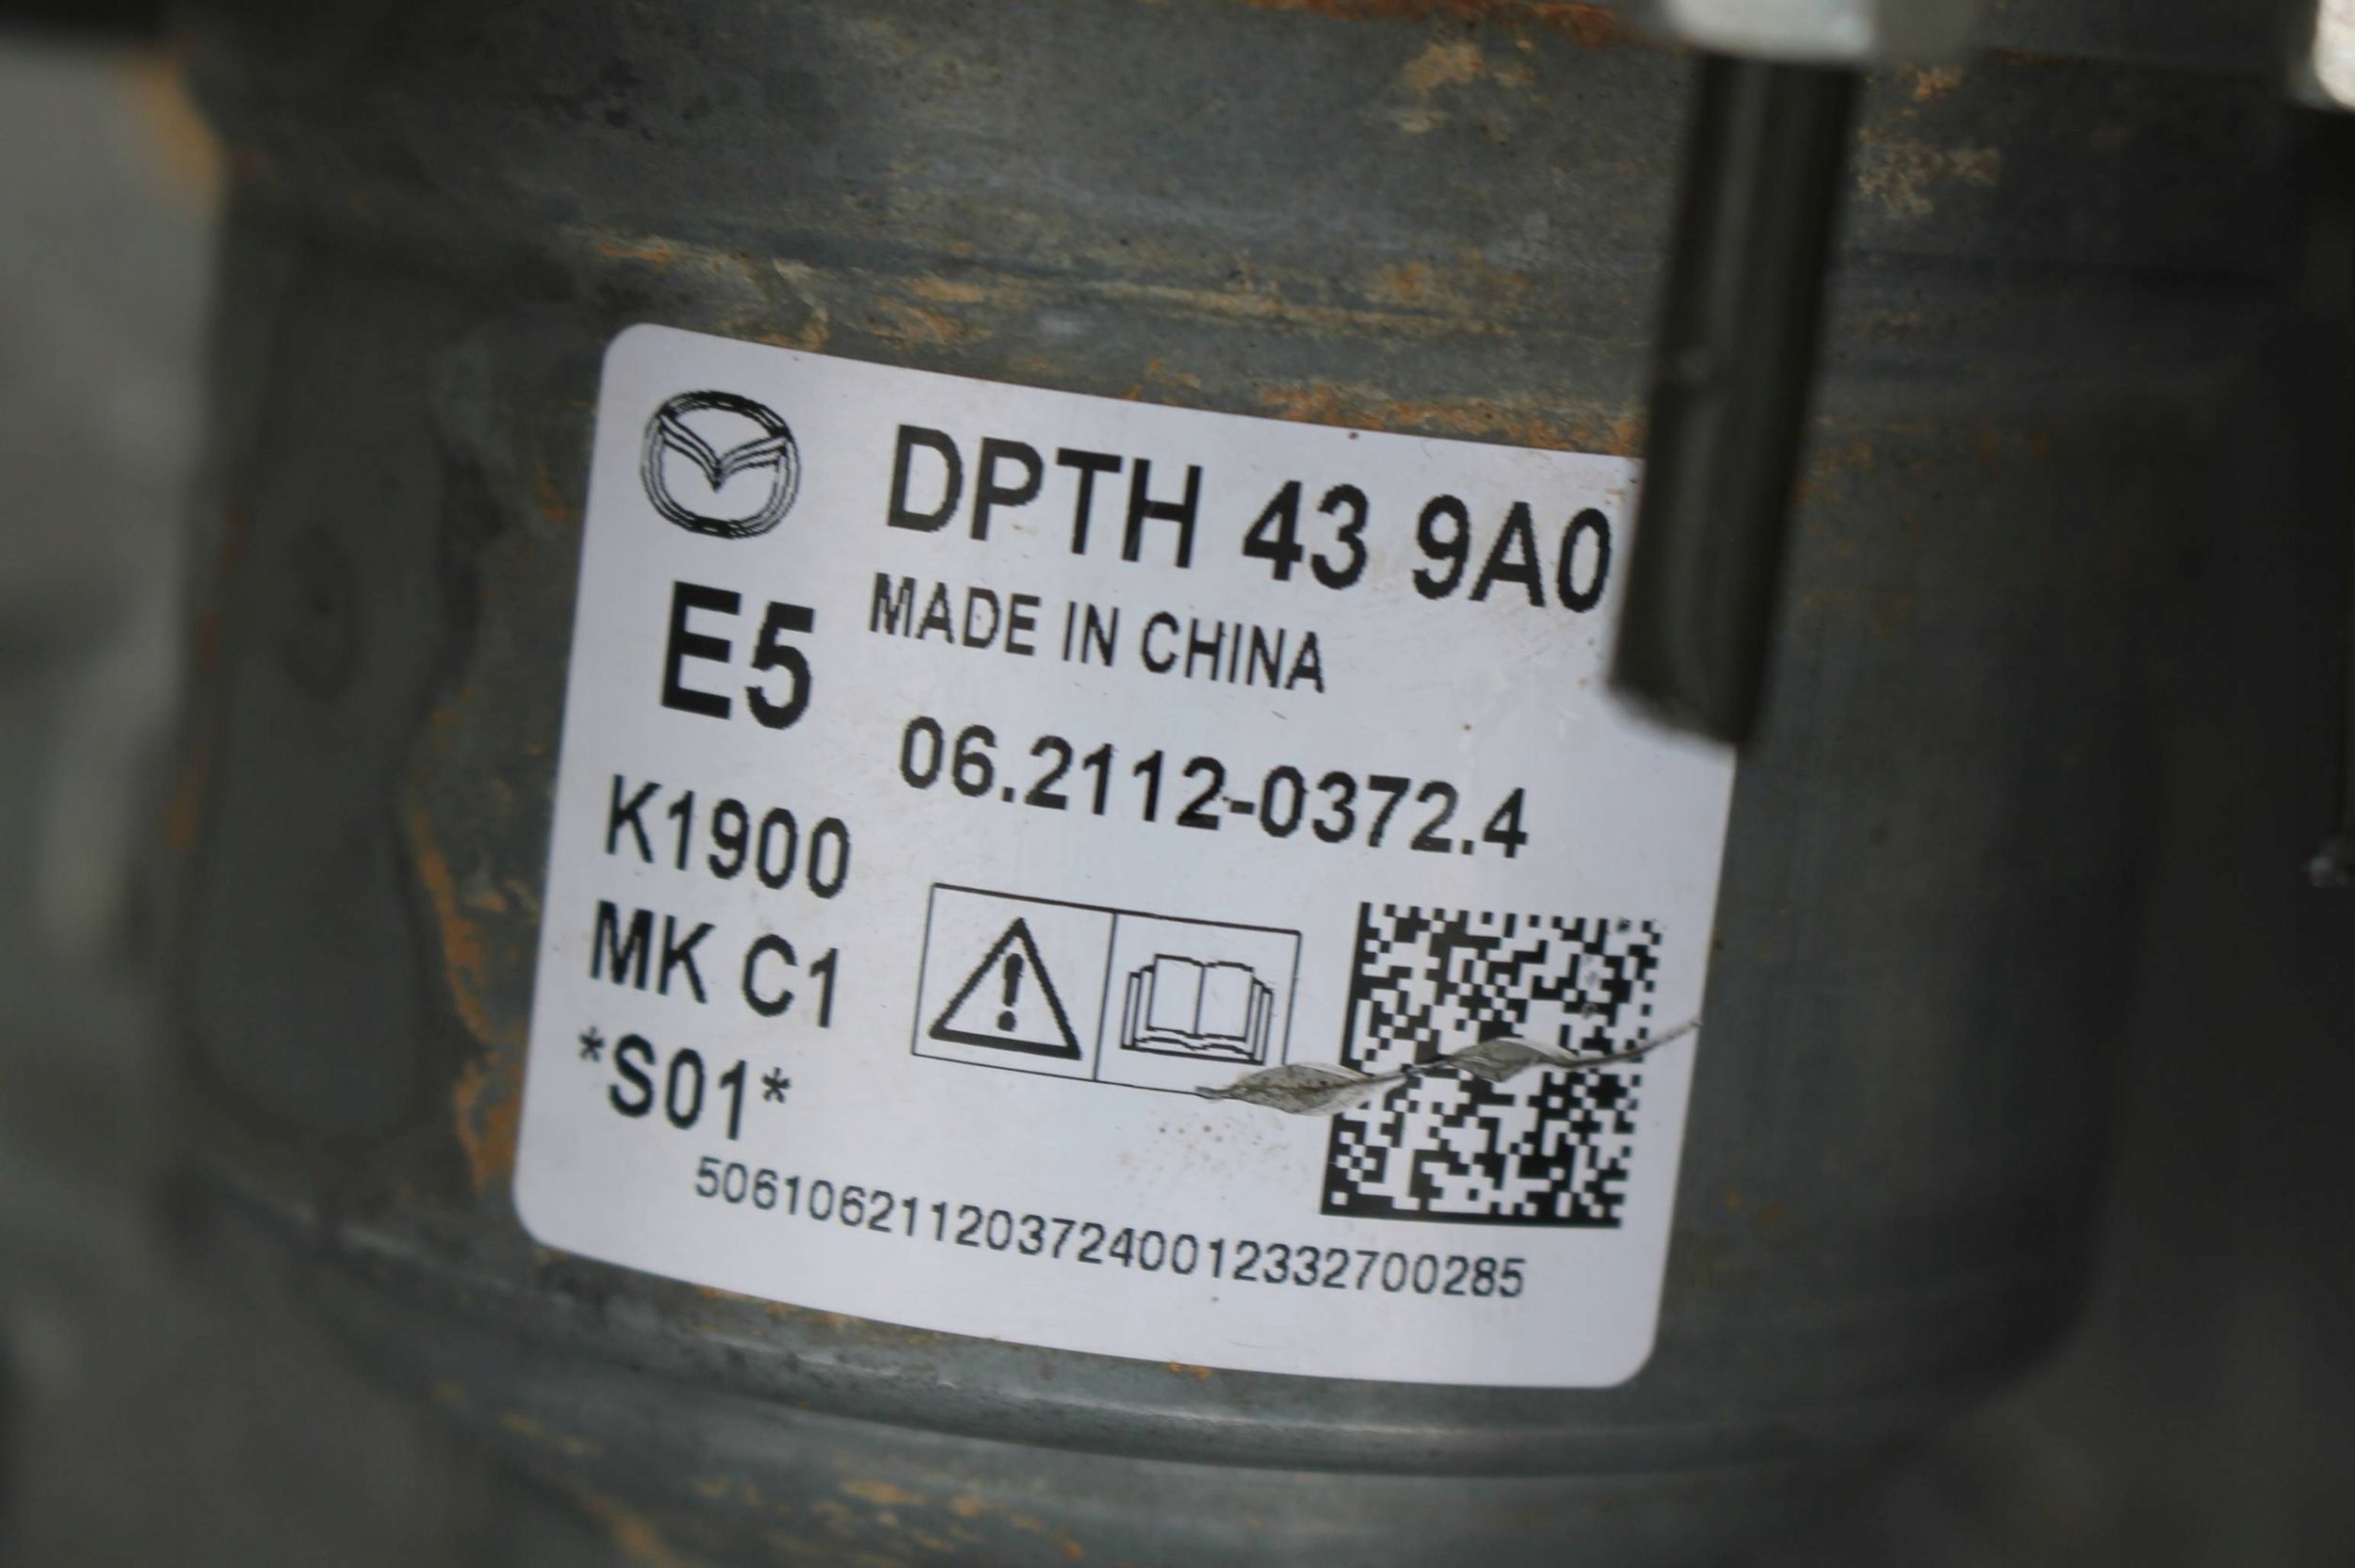 DPTH 43 9A0
MADE IN CHINA
E5
06.2112-0372.4
K1900
MK C1
*S01*
5061062112037240012332700285